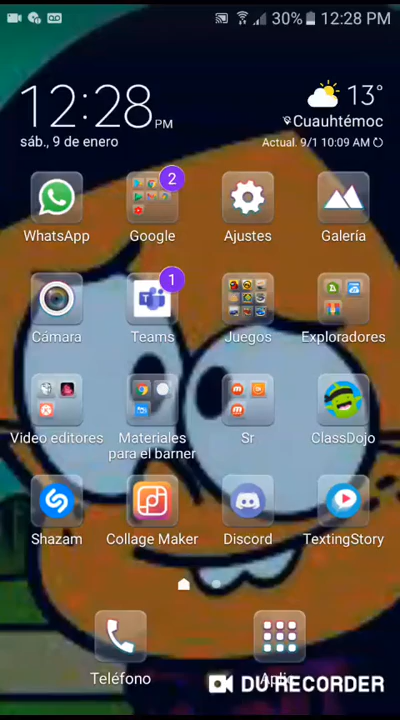 30% 12:28 PM
12:28 PM
13°
Cuauhtémoc
sáb., 9 de enero
Actual. 9/1 10:09 AM
2
WhatsApp Google Ajustes Galería
1
Cámara Teams Juegos Exploradores
Video editores Materiales para el barner Sr ClassDojo
Shazam Collage Maker Discord TextingStory
Teléfono
DU RECORDER